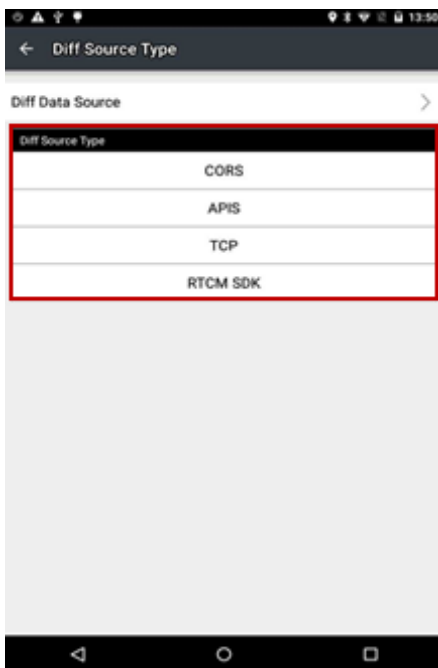 13:50
Diff Source Type
Diff Data Source
Diff Source Type
CORS
APIS
TCP
RTCM SDK